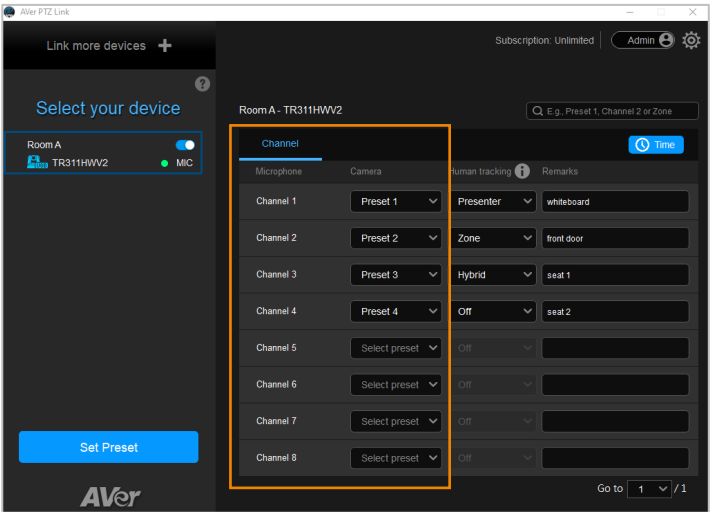 AVer PTZ Link
Link more devices
Subscription: Unlimited
Admin
Select your device
Room A
TR311HWV2
MIC
Set Preset
AVer
Room A - TR311HWV2
E.g., Preset 1, Channel 2 or Zone
Channel
Time
Microphone Camera Human tracking Remarks
Channel 1 Preset 1 Presenter whiteboard
Channel 2 Preset 2 Zone front door
Channel 3 Preset 3 Hybrid seat 1
Channel 4 Preset 4 Off seat 2
Channel 5 Select preset Off
Channel 6 Select preset Off
Channel 7 Select preset Off
Channel 8 Select preset Off
Go to 1 / 1